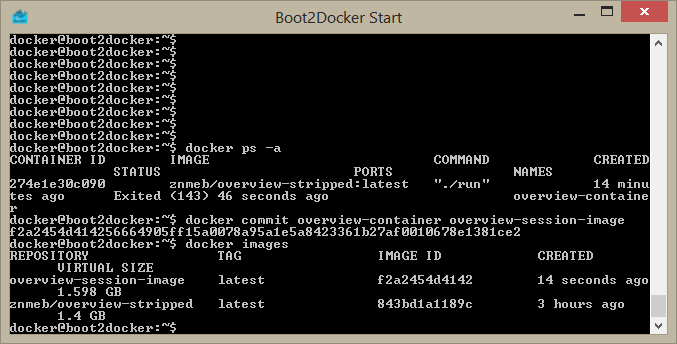 Boot2Docker Start
docker@boot2docker:~$
docker@boot2docker:~$
docker@boot2docker:~$
docker@boot2docker:~$
docker@boot2docker:~$
docker@boot2docker:~$
docker@boot2docker:~$
docker@boot2docker:~$
docker@boot2docker:~$ docker ps -a
CONTAINER ID        IMAGE                            COMMAND             CREATED
             STATUS                        PORTS               NAMES
274e1e30c090        znmeb/overview-stripped:latest   "./run"             14 minu
tes ago      Exited (143) 46 seconds ago                       overview-containe
r
docker@boot2docker:~$ docker commit overview-container overview-session-image
f2a2454d414256664905ff15a0078a95a1e5a8423361b27af0010678e1381ce2
docker@boot2docker:~$ docker images
REPOSITORY                TAG                 IMAGE ID            CREATED
      VIRTUAL SIZE
overview-session-image    latest              f2a2454d4142        14 seconds ago
      1.598 GB
znmeb/overview-stripped   latest              843bd1a1189c        3 hours ago
      1.4 GB
docker@boot2docker:~$